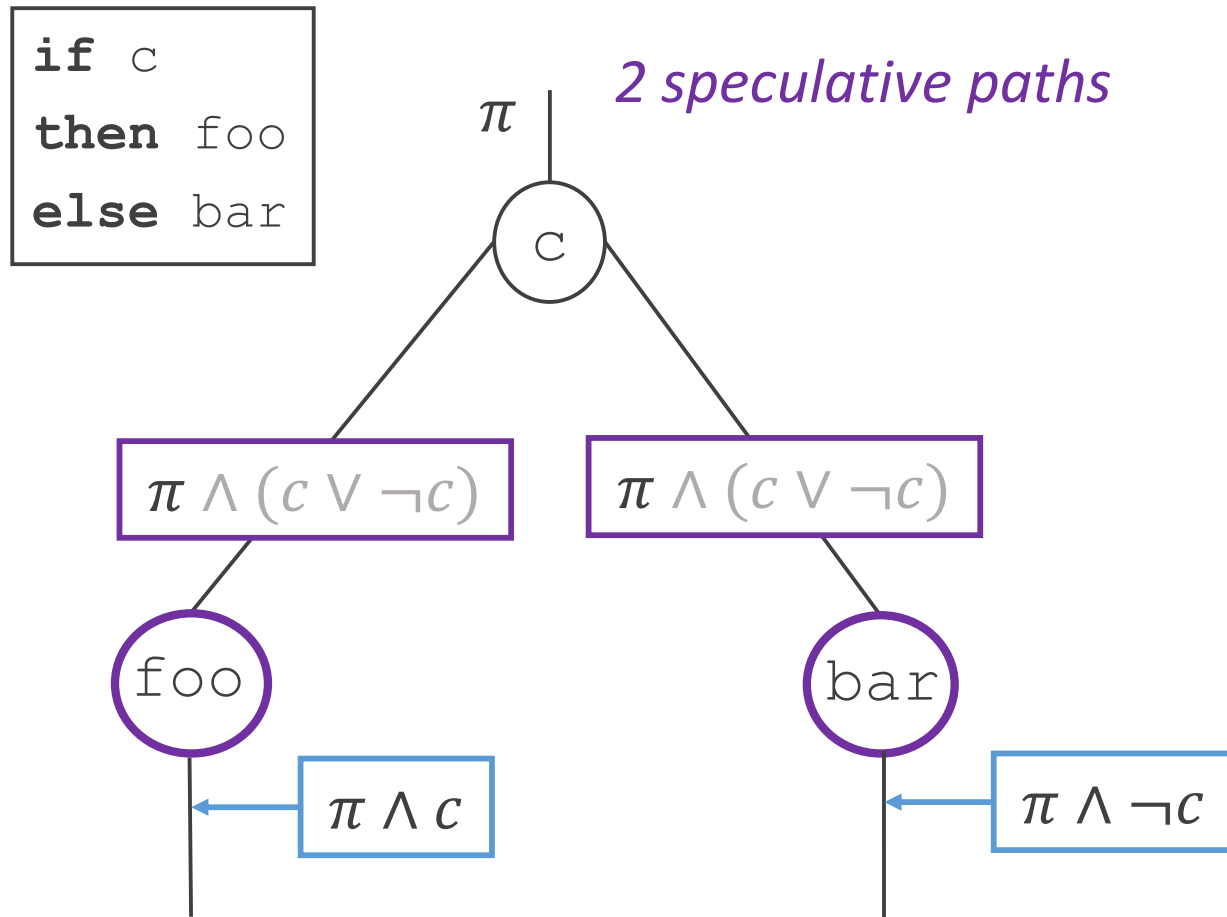 if c
then foo
else bar
2 speculative paths
π
c
π ∧ (c ∨ ¬c)
π ∧ (c ∨ ¬c)
foo
bar
π ∧ c
π ∧ ¬c